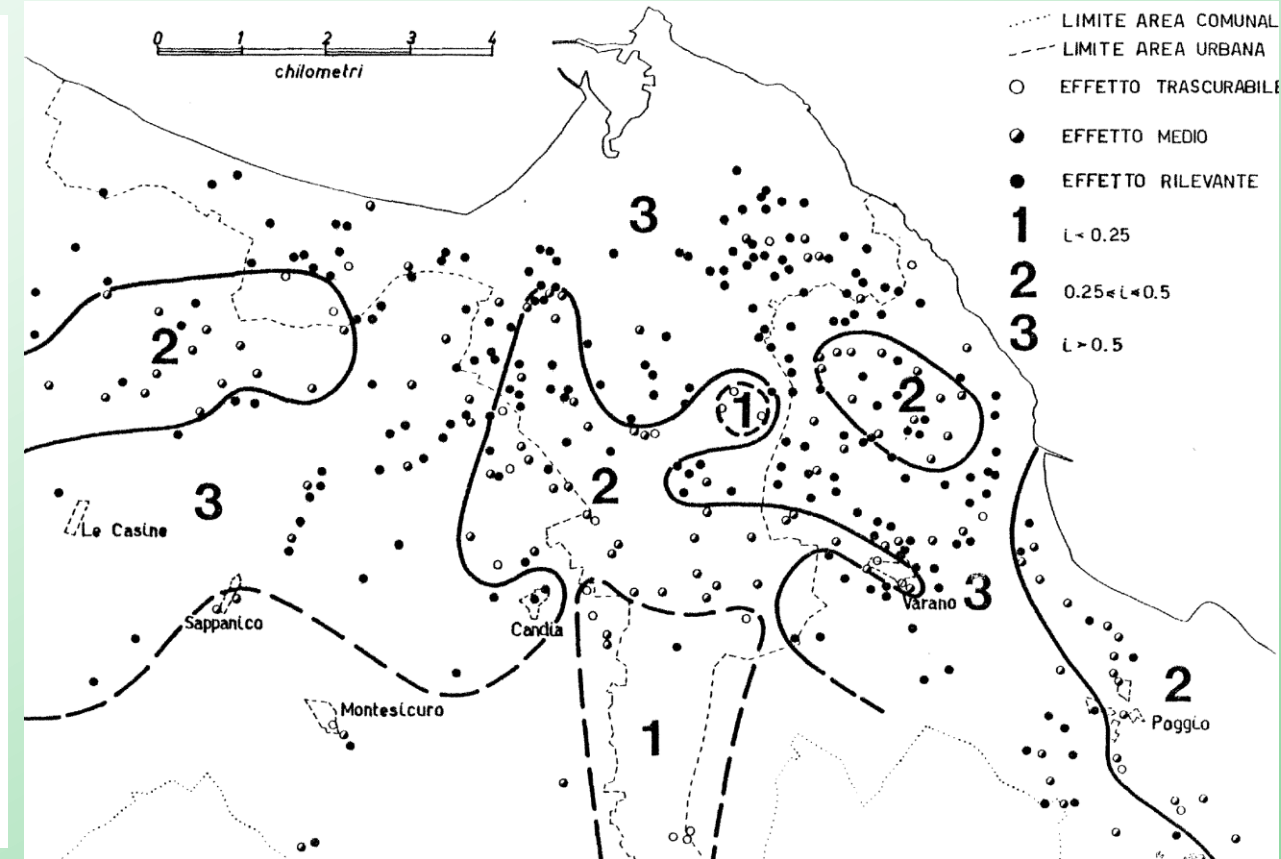 0 1 2 3 4
chilometri
LIMITE AREA COMUNAL
LIMITE AREA URBANA
EFFETTO TRASCURABILE
EFFETTO MEDIO
EFFETTO RILEVANTE
1 i < 0.25
2 0.25 ≤ i ≤ 0.5
3 i > 0.5
3
2
2
1
2
3
Le Casine
Sappanico
Candia
Varano
3
Montesicuro
1
2
Poggio